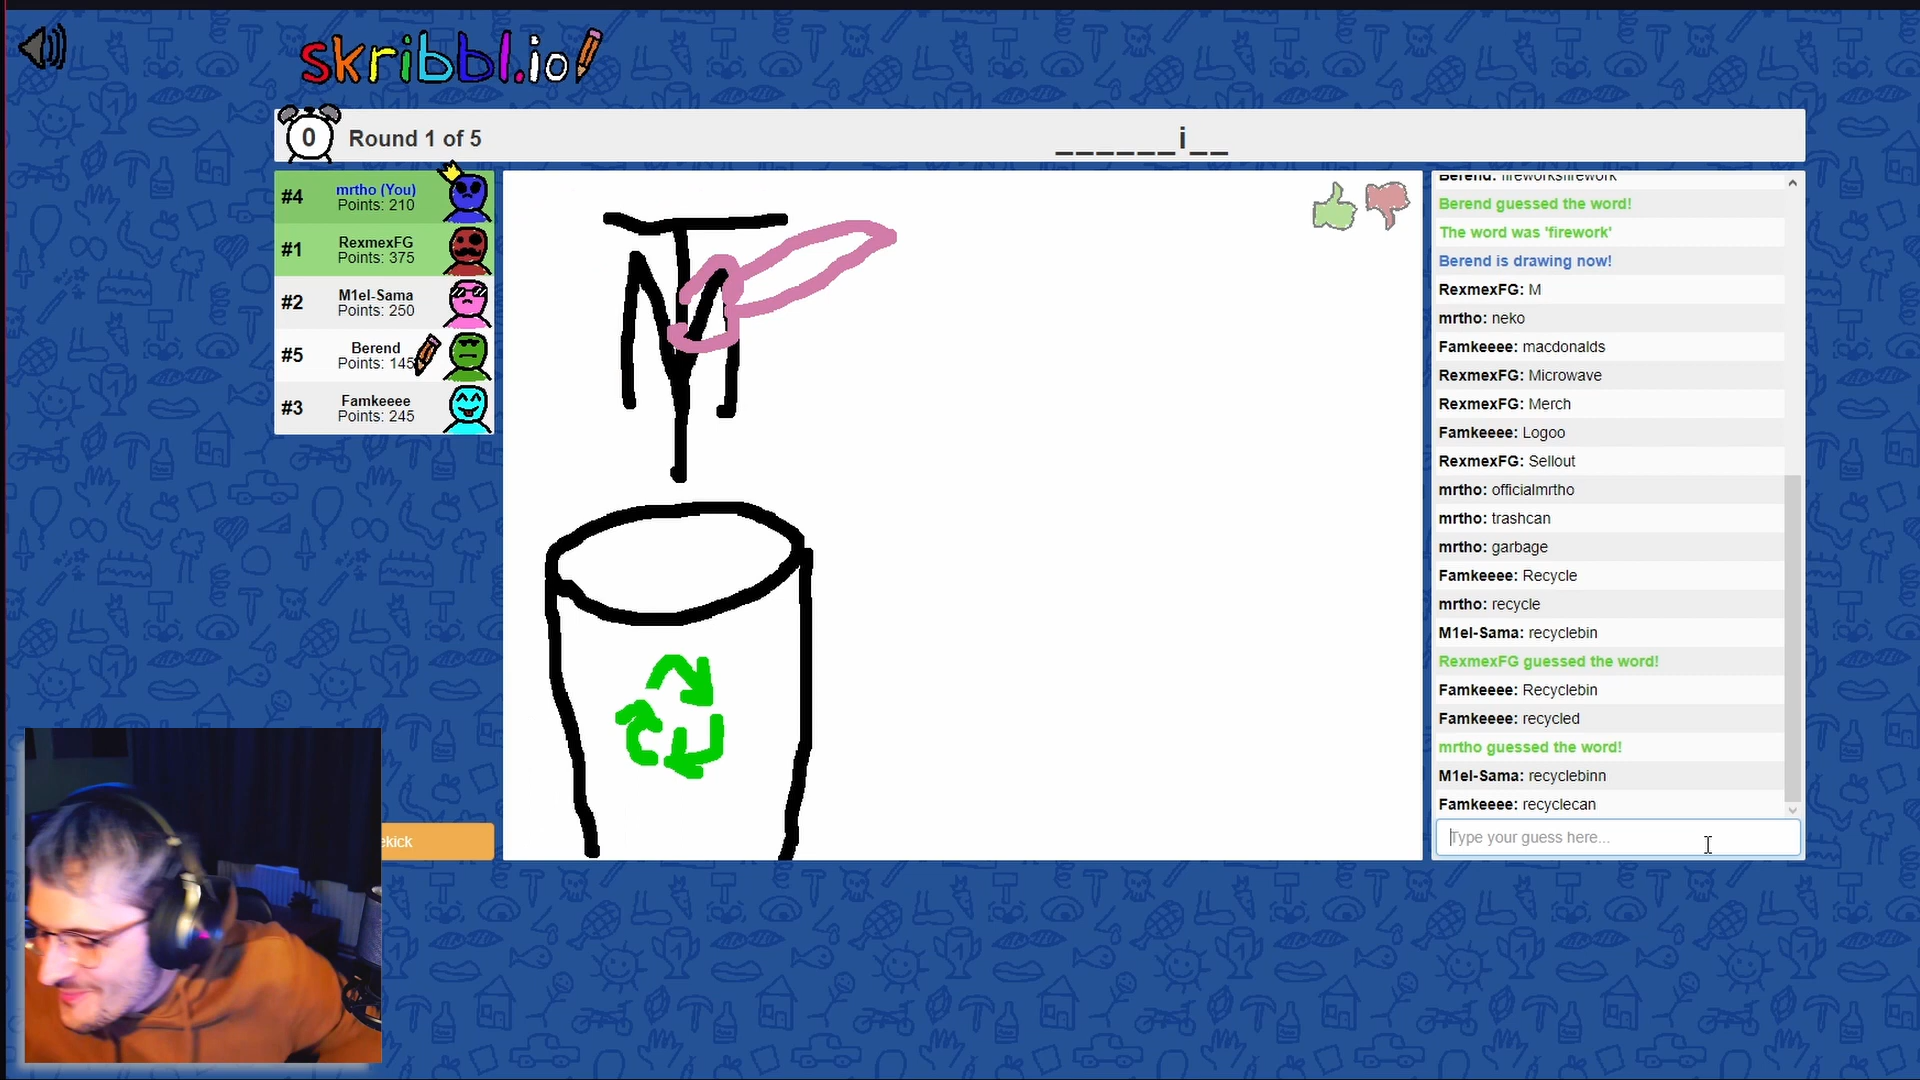 skribbl.io
0
Round 1 of 5
______i__
#4
mrtho (You)
Points: 210
#1
RexmexFG
Points: 375
#2
M1el-Sama
Points: 250
#5
Berend
Points: 145
#3
Famkeeee
Points: 245
MT
ekick
Berend: fireworksfirework
Berend guessed the word!
The word was 'firework'
Berend is drawing now!
RexmexFG: M
mrtho: neko
Famkeeee: macdonalds
RexmexFG: Microwave
RexmexFG: Merch
Famkeeee: Logoo
RexmexFG: Sellout
mrtho: officialmrtho
mrtho: trashcan
mrtho: garbage
Famkeeee: Recycle
mrtho: recycle
M1el-Sama: recyclebin
RexmexFG guessed the word!
Famkeeee: Recyclebin
Famkeeee: recycled
mrtho guessed the word!
M1el-Sama: recyclebinn
Famkeeee: recyclecan
Type your guess here...